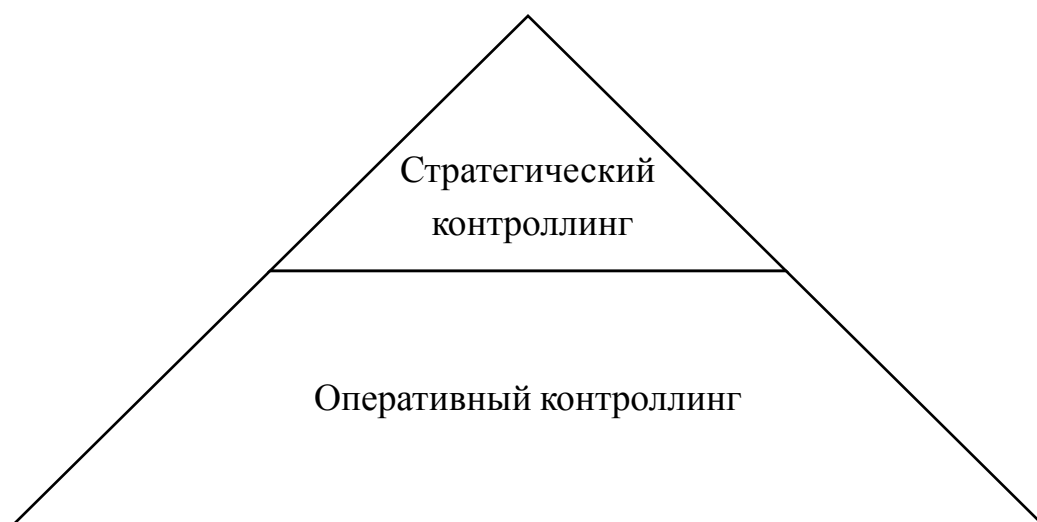 Стратегический
контроллинг
Оперативный контроллинг